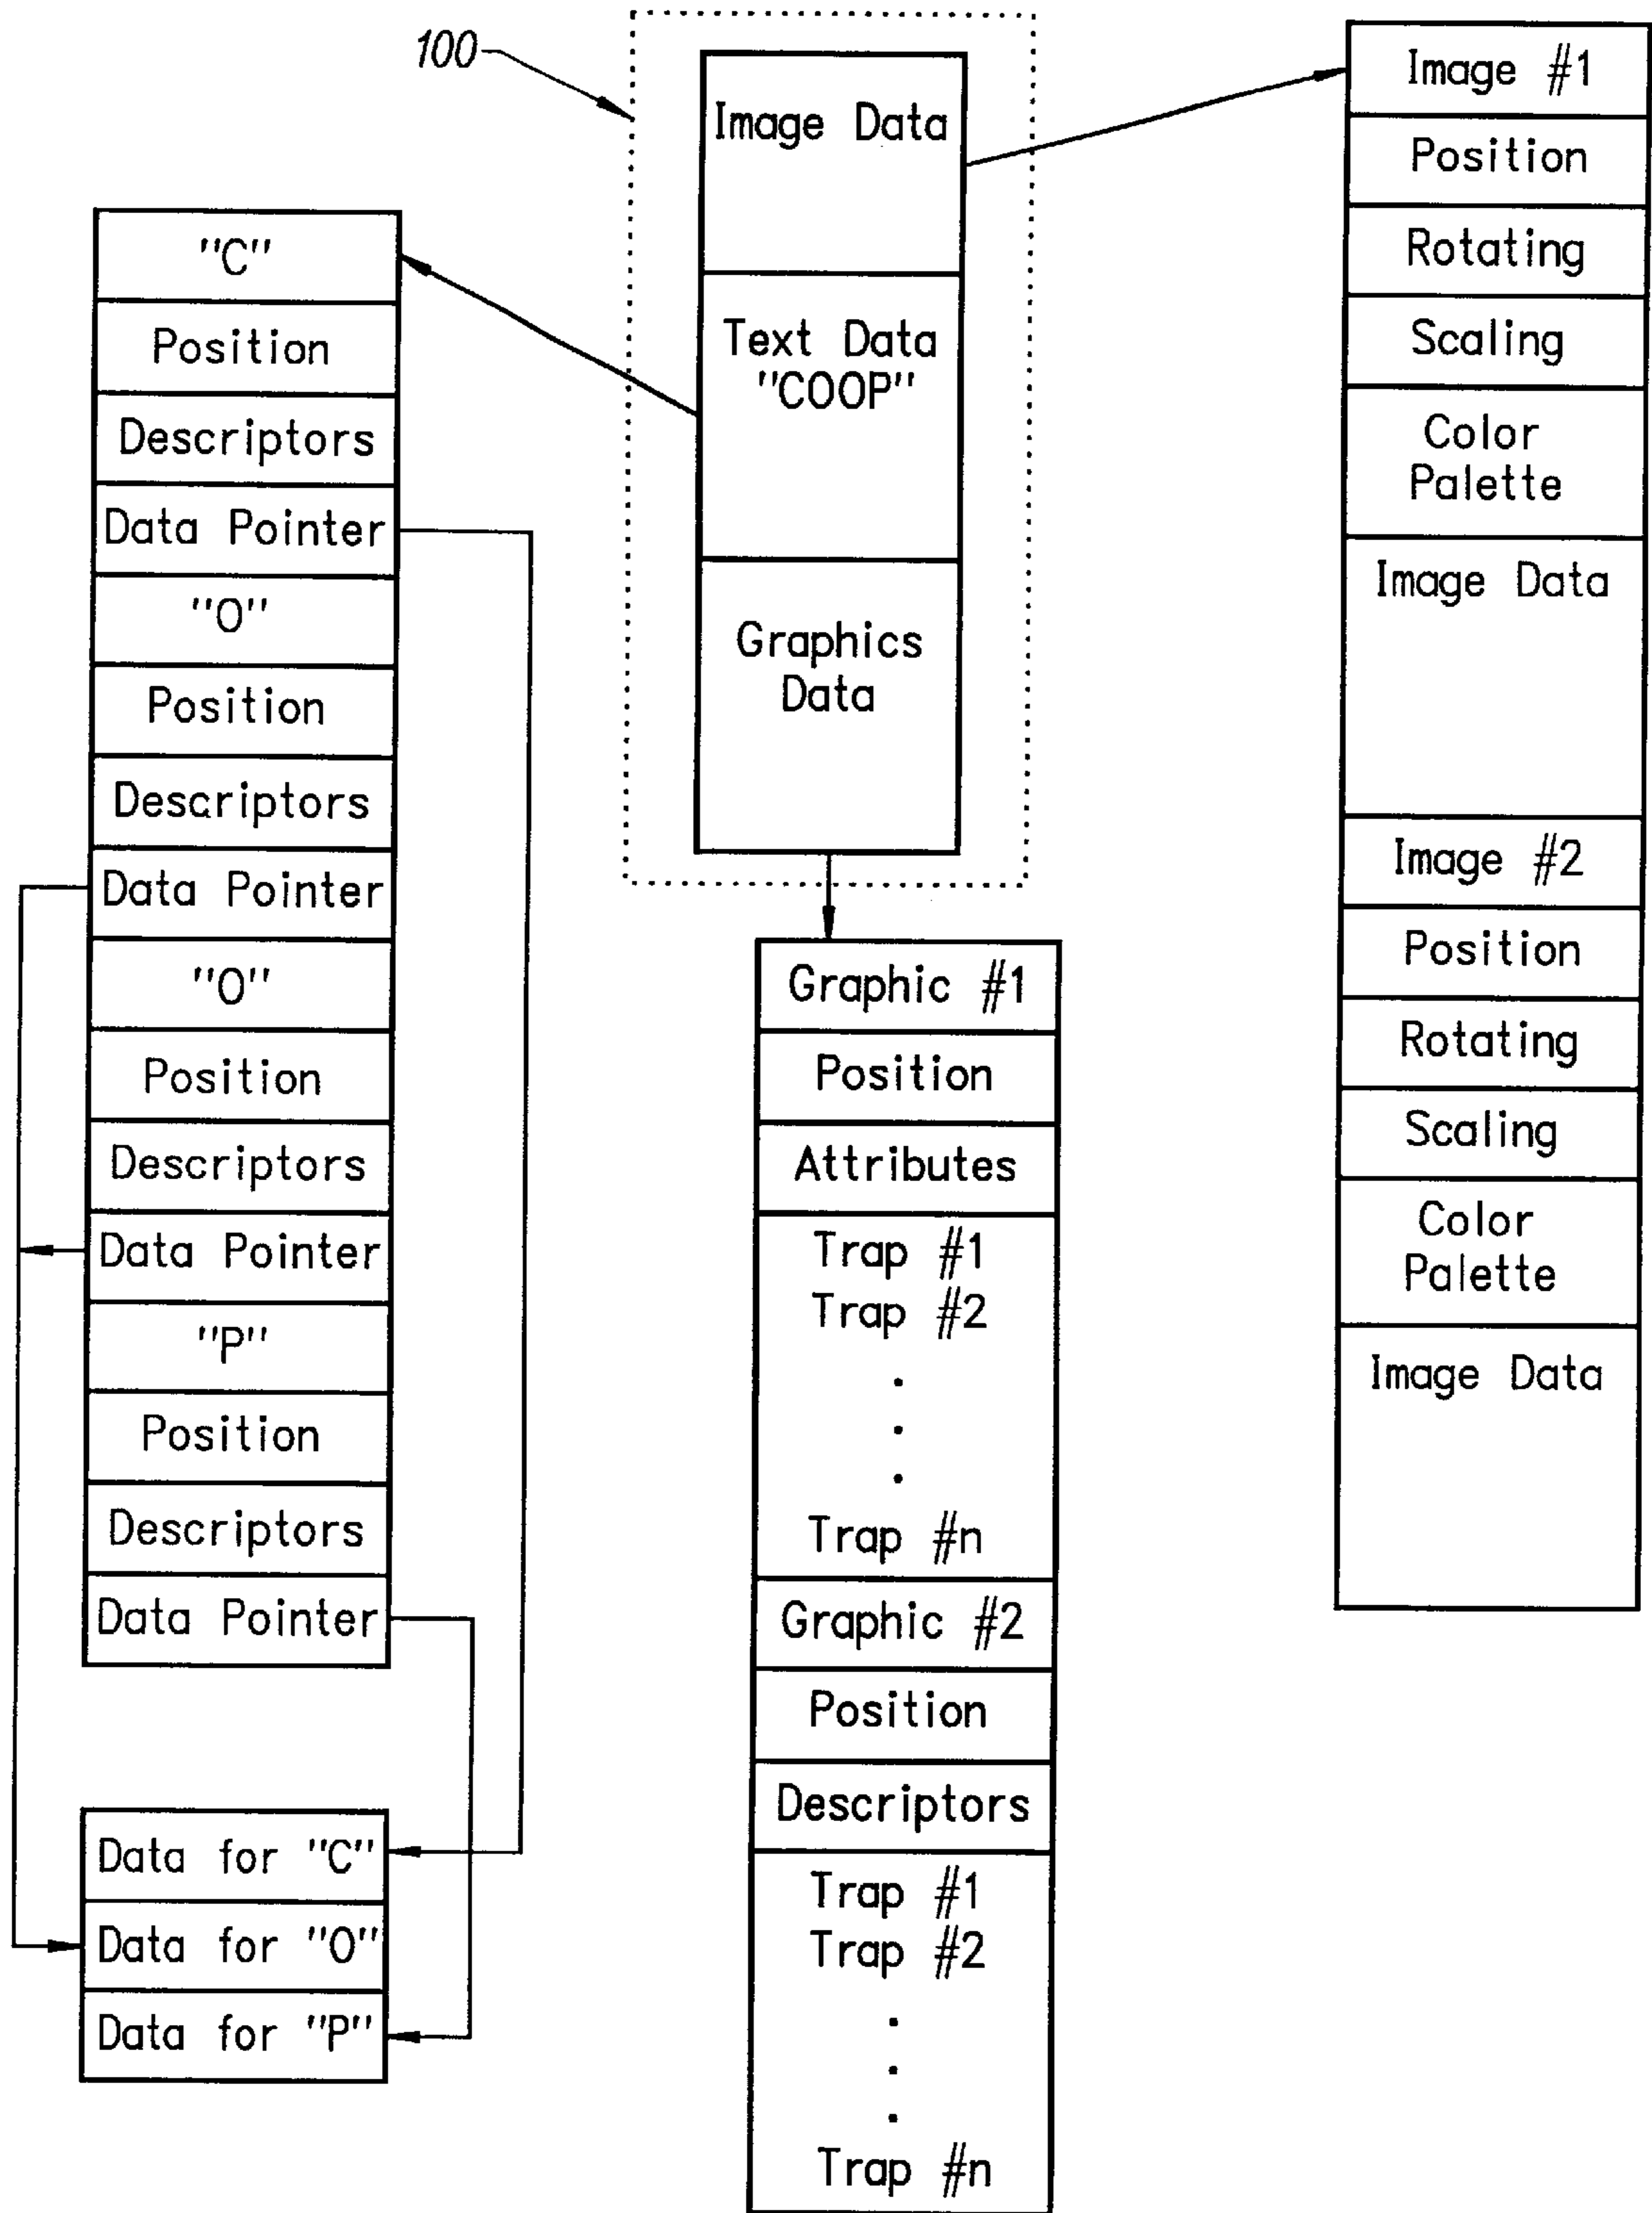 100
Image Data
Text Data
"COOP"
Graphics
Data
"C"
Position
Descriptors
Data Pointer
"O"
Position
Descriptors
Data Pointer
"O"
Position
Descriptors
Data Pointer
"P"
Position
Descriptors
Data Pointer
Data for "C"
Data for "O"
Data for "P"
Graphic #1
Position
Attributes
Trap #1
Trap #2
.
.
.
Trap #n
Graphic #2
Position
Descriptors
Trap #1
Trap #2
.
.
.
Trap #n
Image #1
Position
Rotating
Scaling
Color
Palette
Image Data
Image #2
Position
Rotating
Scaling
Color
Palette
Image Data